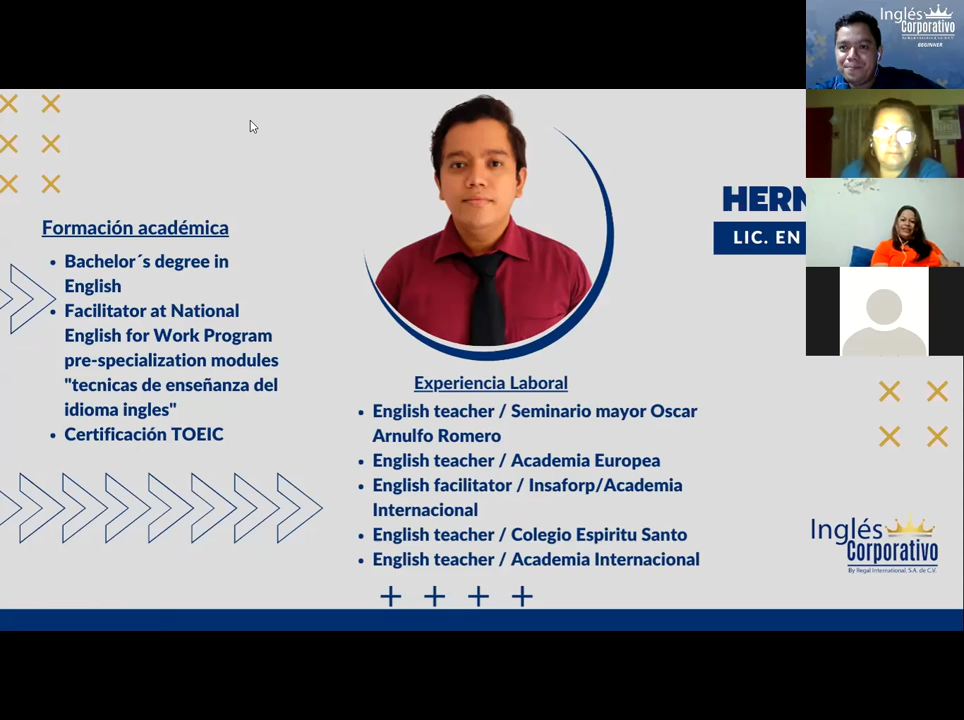 Inglés
Corporativo
BEGINNER
HERN
LIC. EN
Formación académica
• Bachelor´s degree in
English
• Facilitator at National
English for Work Program
pre-specialization modules
"tecnicas de enseñanza del
idioma ingles"
• Certificación TOEIC
Experiencia Laboral
• English teacher / Seminario mayor Oscar
Arnulfo Romero
• English teacher / Academia Europea
• English facilitator / Insaforp/Academia
Internacional
• English teacher / Colegio Espiritu Santo
• English teacher / Academia Internacional
Inglés
Corporativo
By Regal International, S.A. de C.V.